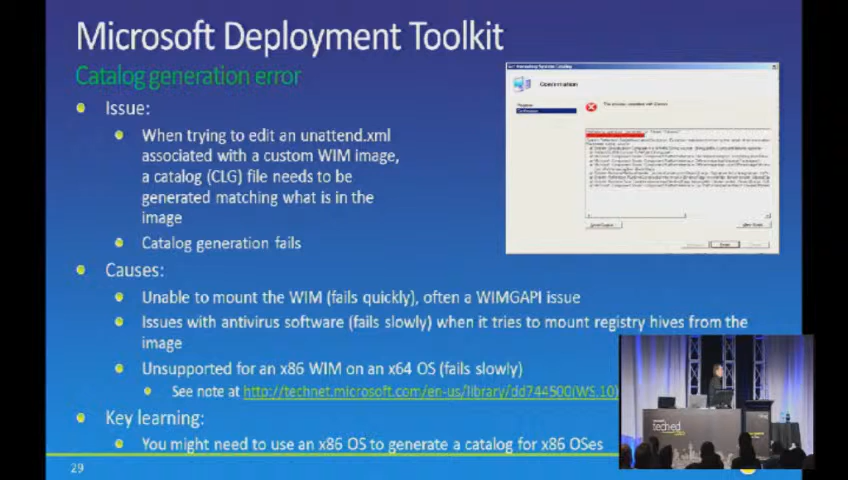 Microsoft Deployment Toolkit
Catalog generation error
Issue:
When trying to edit an unattend.xml
associated with a custom WIM image,
a catalog (CLG) file needs to be
generated matching what is in the
image
Catalog generation fails
Causes:
Unable to mount the WIM (fails quickly), often a WIMGAPI issue
Issues with antivirus software (fails slowly) when it tries to mount registry hives from the
image
Unsupported for an x86 WIM on an x64 OS (fails slowly)
See note at http://technet.microsoft.com/en-us/library/dd744500(WS.10)
Key learning:
You might need to use an x86 OS to generate a catalog for x86 OSes
29
Confirmation
tech·ed